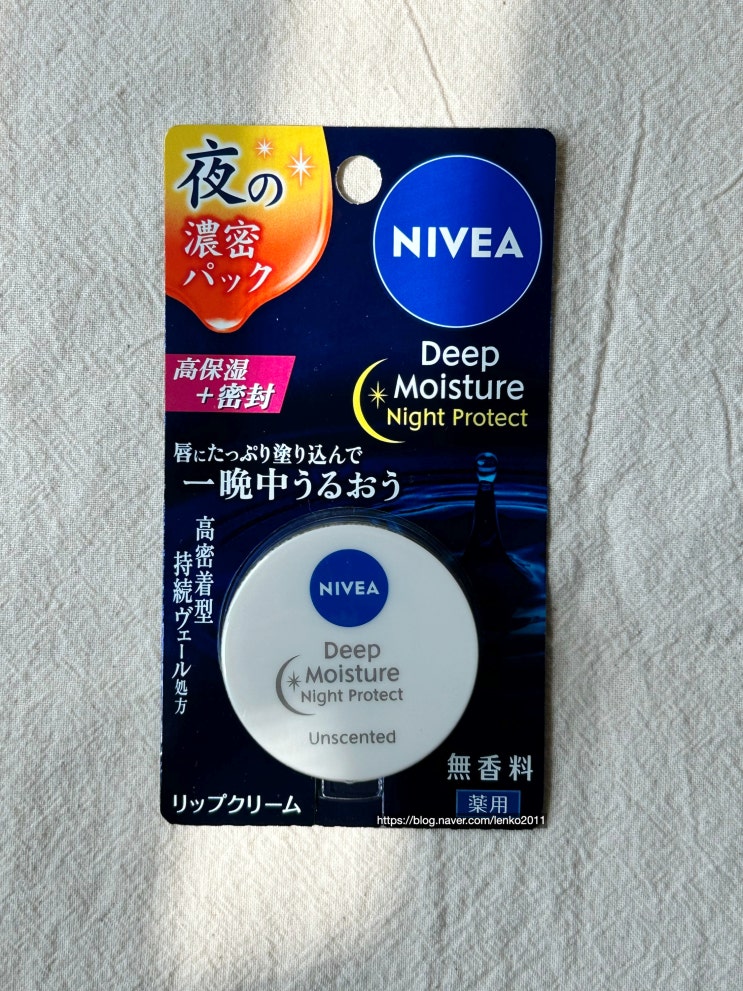 夜の
濃密
パック
NIVEA
Deep
Moisture
Night Protect
高保湿
+密封
唇にたっぷり塗り込んで
一晩中うるおう
高密着型
持続ヴェール処方
NIVEA
Deep
Moisture
Night Protect
Unscented
無香料
リップクリーム
薬用
https://blog.naver.com/lenko2011